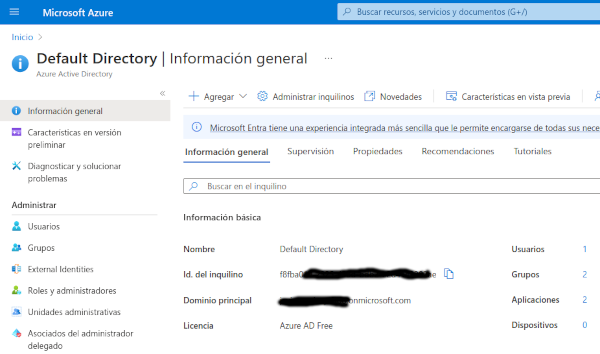 Microsoft Azure
Buscar recursos, servicios y documentos (G+/)
Inicio
Default Directory | Información general ...
Azure Active Directory
Agregar
Administrar inquilinos
Novedades
Características en vista previa
Información general
Características en versión
preliminar
Diagnosticar y solucionar
problemas
Administrar
Usuarios
Grupos
External Identities
Roles y administradores
Unidades administrativas
Asociados del administrador
delegado
Microsoft Entra tiene una experiencia integrada más sencilla que le permite encargarse de todas sus nece
Información general Supervisión Propiedades Recomendaciones Tutoriales
Buscar en el inquilino
Información básica
Nombre Default Directory Usuarios 1
Id. del inquilino Grupos 2
Dominio principal onmicrosoft.com Aplicaciones 2
Licencia Azure AD Free Dispositivos 0